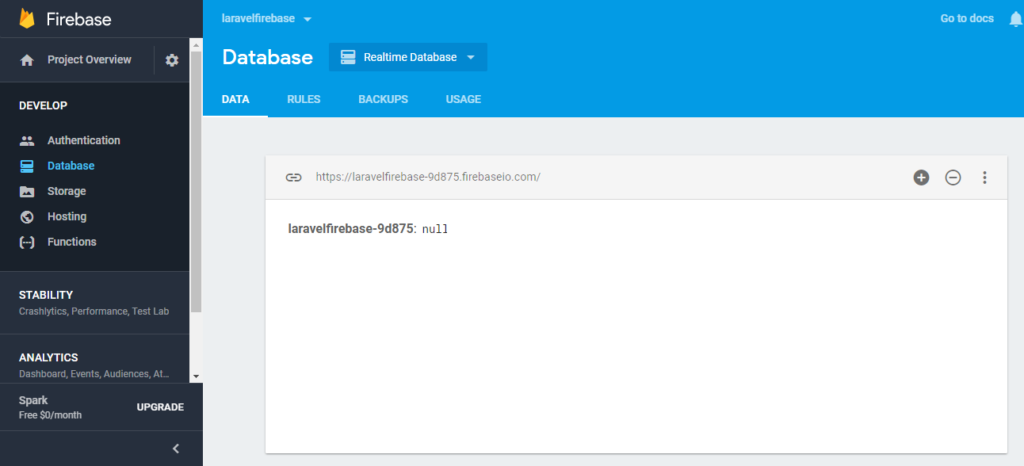 Firebase
Project Overview
DEVELOP
Authentication
Database
Storage
Hosting
Functions
STABILITY
Crashlytics, Performance, Test Lab
ANALYTICS
Dashboard, Events, Audiences, At...
Spark
Free $0/month
UPGRADE
laravelfirebase
Go to docs
Database
Realtime Database
DATA
RULES
BACKUPS
USAGE
https://laravelfirebase-9d875.firebaseio.com/
laravelfirebase-9d875: null